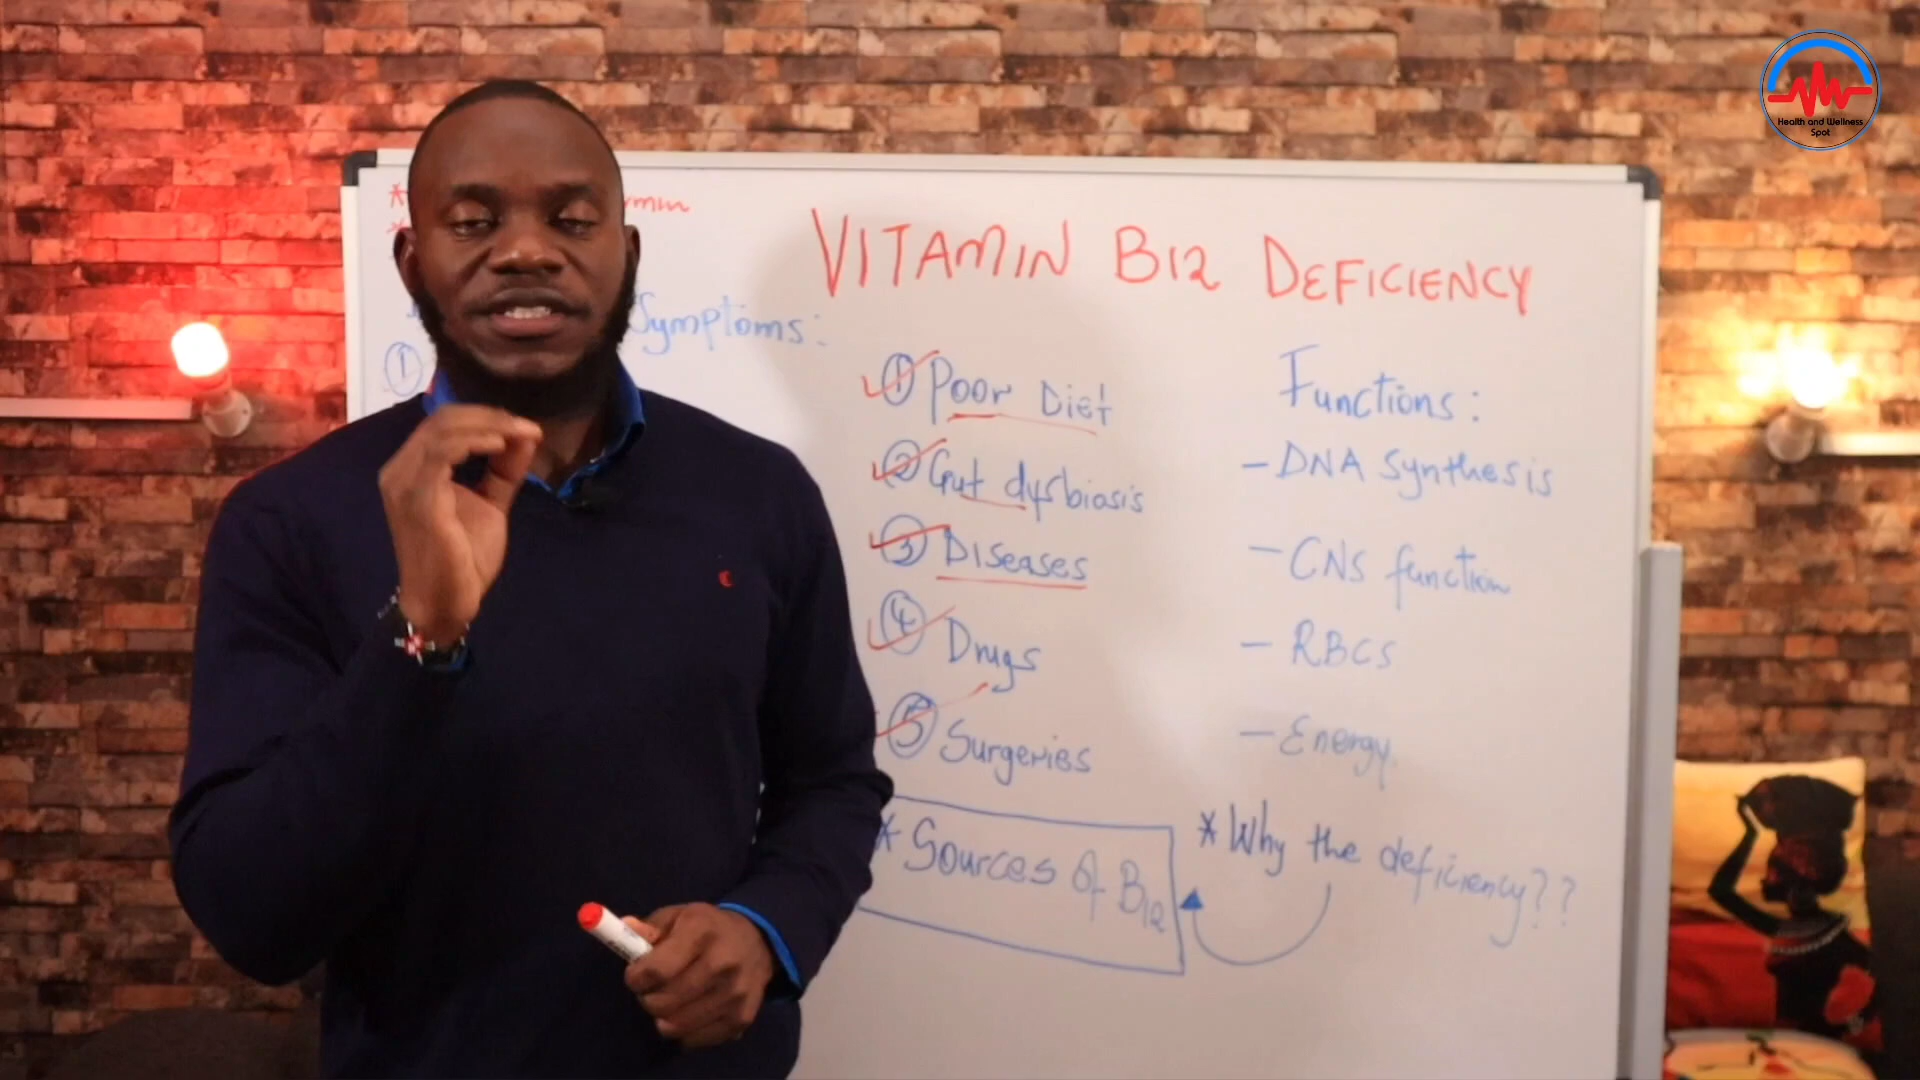 Health and Wellness
Spot
VITAMIN B12 DEFICIENCY
Symptoms:
①
① Poor Diet
② Gut dysbiosis
③ Diseases
④ Drugs
⑤ Surgeries
* Sources of B12
Functions:
- DNA Synthesis
- CNS function
- RBCS
- Energy
* Why the deficiency??